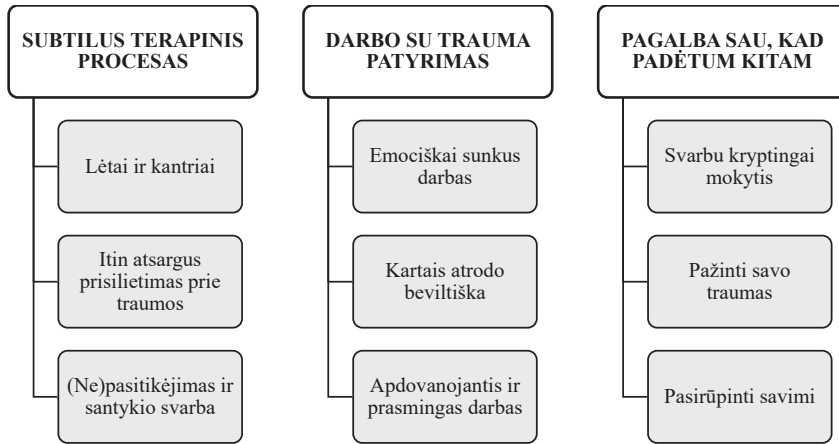 SUBTILUS TERAPINIS
PROCESAS
Lėtai ir kantriai
Itin atsargus
prisilietimas prie
traumos
(Ne)pasitikėjimas ir
santykio svarba
DARBO SU TRAUMA
PATYRIMAS
Emociškai sunkus
darbas
Kartais atrodo
beviltiška
Apdovanojantis ir
prasmingas darbas
PAGALBA SAU, KAD
PADĖTUM KITAM
Svarbu kryptingai
mokytis
Pažinti savo
traumas
Pasirūpinti savimi